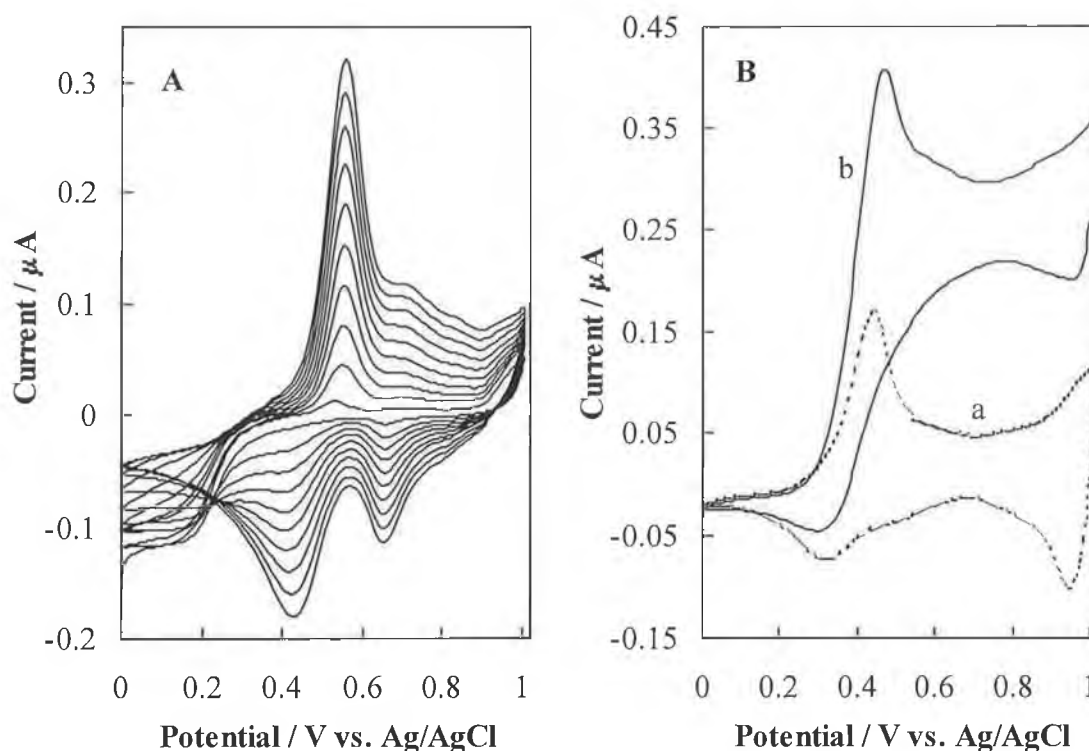 A
0.3
0.2
0.1
0
-0.1
-0.2
Current / μA
0 0.2 0.4 0.6 0.8 1
Potential / V vs. Ag/AgCl
B
b
a
0.45
0.35
0.25
0.15
0.05
-0.05
-0.15
Current / μA
0 0.2 0.4 0.6 0.8 1
Potential / V vs. Ag/AgCl